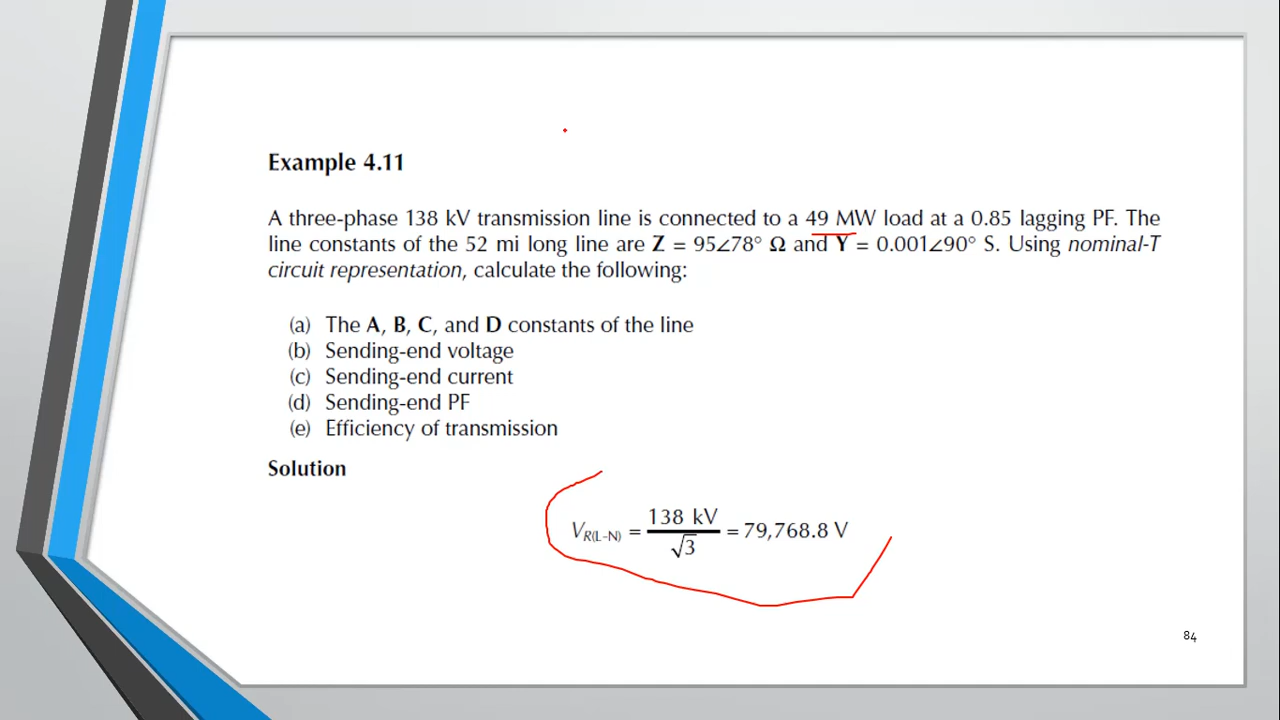 Example 4.11
A three-phase 138 kV transmission line is connected to a 49 MW load at a 0.85 lagging PF. The
line constants of the 52 mi long line are Z = 95∠78° Ω and Y = 0.001∠90° S. Using nominal-T
circuit representation, calculate the following:
(a) The A, B, C, and D constants of the line
(b) Sending-end voltage
(c) Sending-end current
(d) Sending-end PF
(e) Efficiency of transmission
Solution
V_R(L–N) = 138 kV / √3 = 79,768.8 V
84